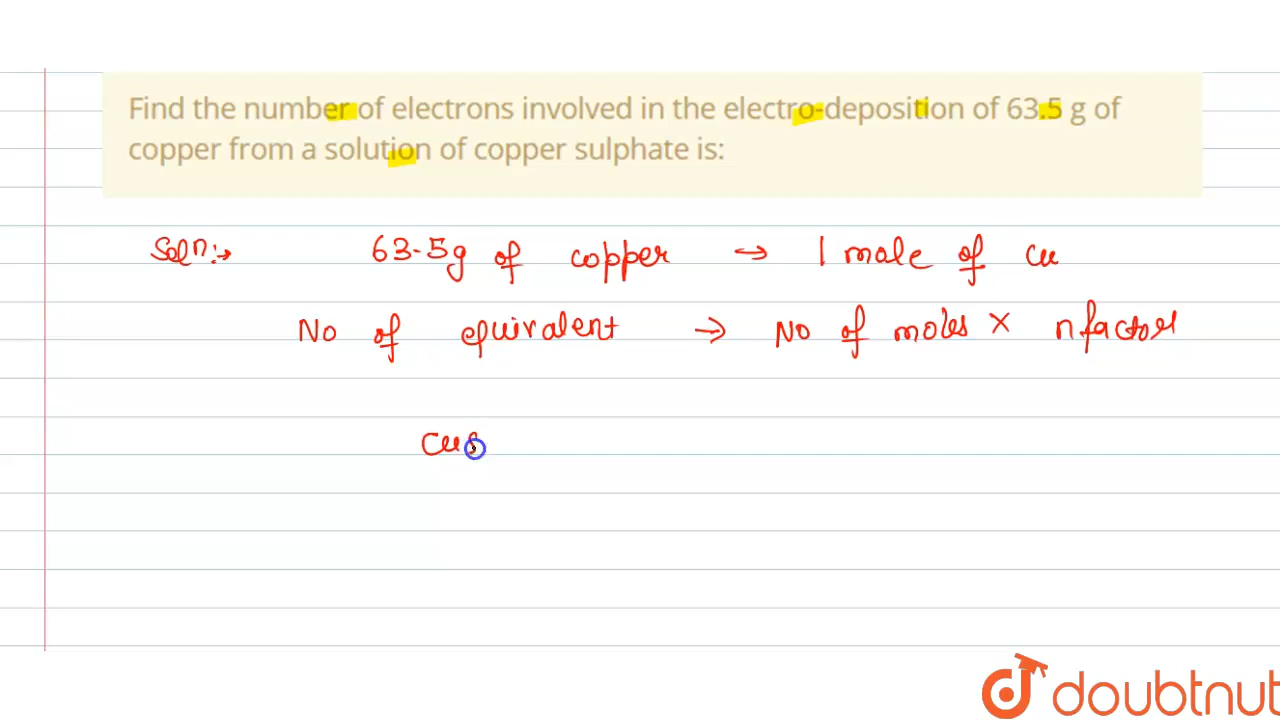 Find the number of electrons involved in the electro-deposition of 63.5 g of
copper from a solution of copper sulphate is:
Soln:→ 63.5g of copper → 1 mole of cu
No of equivalent → No of moles × n factor
cus
doubtnut